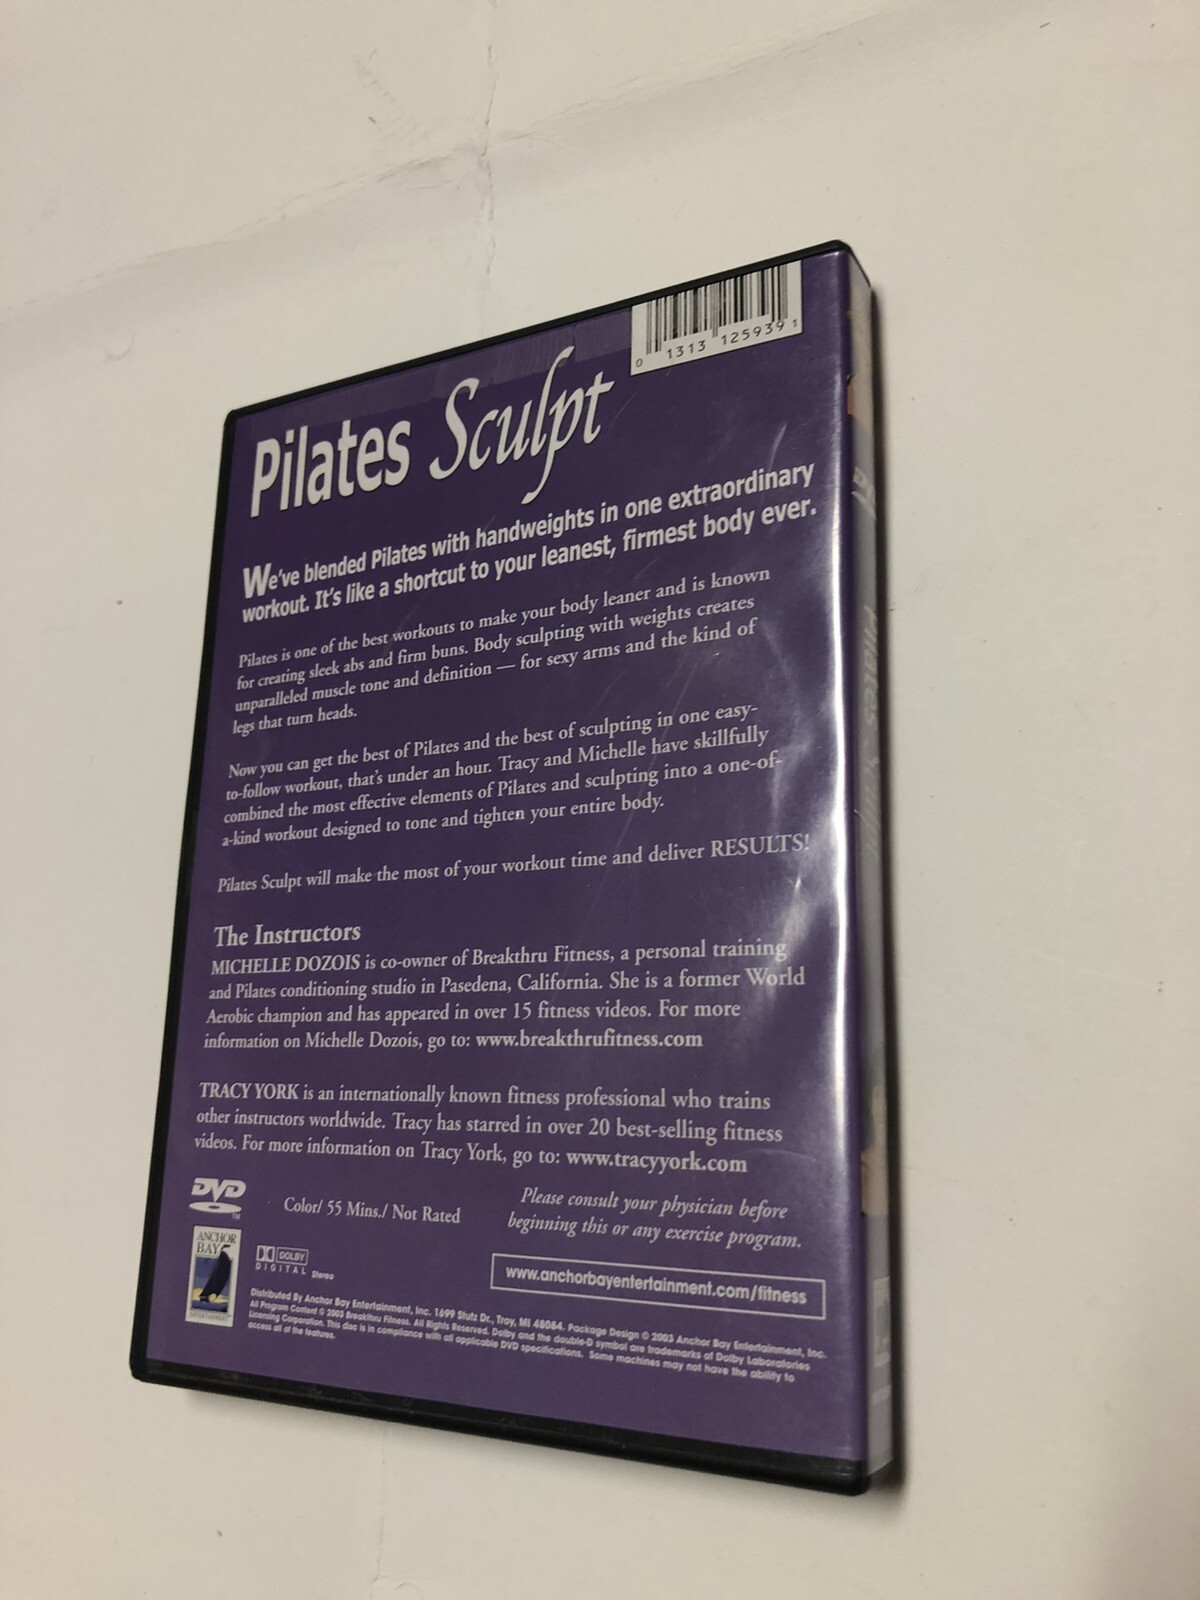 0 1313 125939 1
Pilates Sculpt
We've blended Pilates with handweights in one extraordinary
workout. It's like a shortcut to your leanest, firmest body ever.
Pilates is one of the best workouts to make your body leaner and is known
for creating sleek abs and firm buns. Body sculpting with weights creates
unparalleled muscle tone and definition — for sexy arms and the kind of
legs that turn heads.
Now you can get the best of Pilates and the best of sculpting in one easy-
to-follow workout, that's under an hour. Tracy and Michelle have skillfully
combined the most effective elements of Pilates and sculpting into a one-of-
a-kind workout designed to tone and tighten your entire body.
Pilates Sculpt will make the most of your workout time and deliver RESULTS!
The Instructors
MICHELLE DOZOIS is co-owner of Breakthru Fitness, a personal training
and Pilates conditioning studio in Pasedena, California. She is a former World
Aerobic champion and has appeared in over 15 fitness videos. For more
information on Michelle Dozois, go to: www.breakthrufitness.com
TRACY YORK is an internationally known fitness professional who trains
other instructors worldwide. Tracy has starred in over 20 best-selling fitness
videos. For more information on Tracy York, go to: www.tracyyork.com
DVD TM
Color/ 55 Mins./ Not Rated
Please consult your physician before
beginning this or any exercise program.
ANCHOR
BAY
DOLBY
DIGITAL Stereo
www.anchorbayentertainment.com/fitness
Distributed By Anchor Bay Entertainment, Inc. 1699 Stutz Dr., Troy, MI 48084. Package Design © 2003 Anchor Bay Entertainment, Inc.
All Program Content © 2003 Breakthru Fitness. All Rights Reserved. Dolby and the double-D symbol are trademarks of Dolby Laboratories
Licensing Corporation. This disc is in compliance with all applicable DVD specifications. Some machines may not have the ability to
access all of the features.
Pilates Sculpt